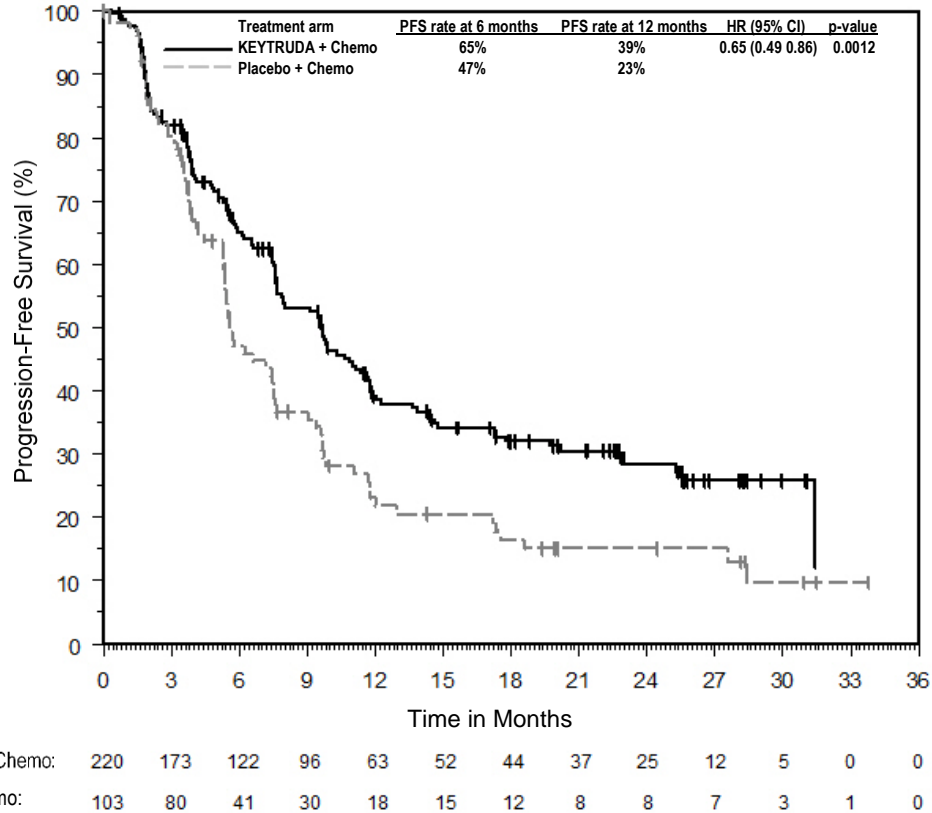 Treatment arm PFS rate at 6 months PFS rate at 12 months HR (95% CI) p-value
KEYTRUDA + Chemo 65% 39% 0.65 (0.49 0.86) 0.0012
Placebo + Chemo 47% 23%
Progression-Free Survival (%)
100
90
80
70
60
50
40
30
20
10
0
0 3 6 9 12 15 18 21 24 27 30 33 36
Time in Months
Chemo: 220 173 122 96 63 52 44 37 25 12 5 0 0
mo: 103 80 41 30 18 15 12 8 8 7 3 1 0